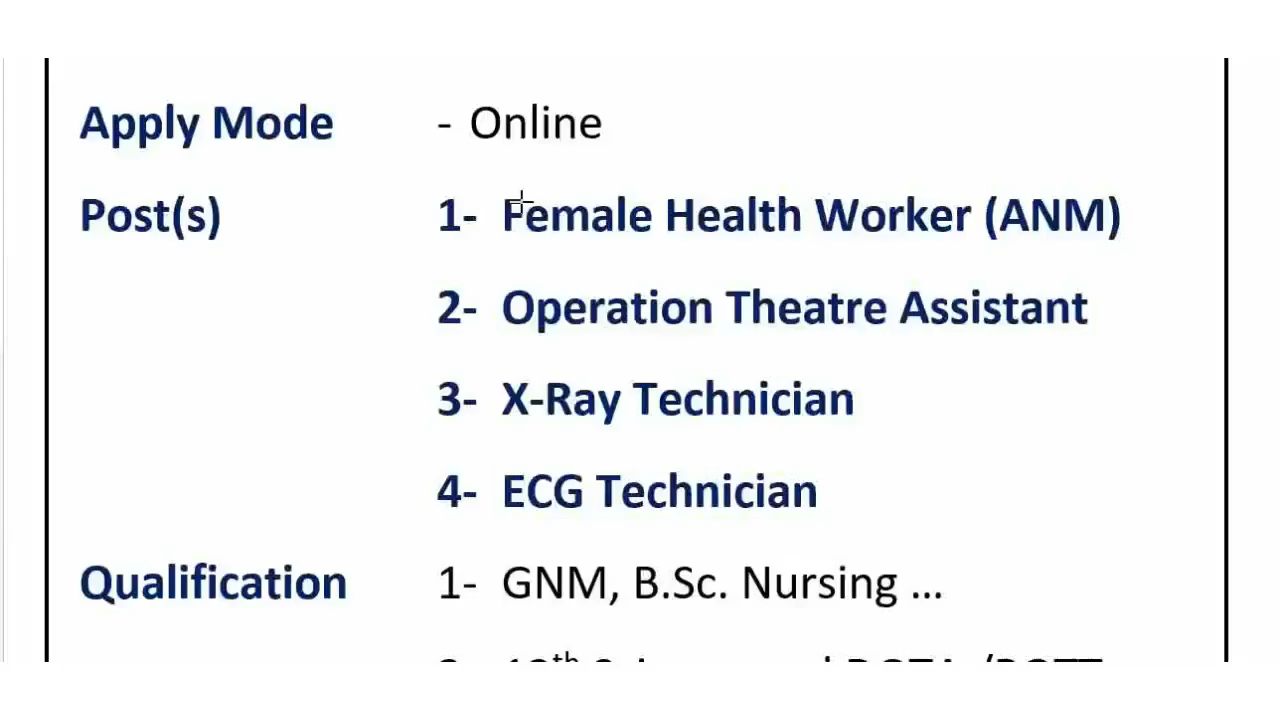 Apply Mode - Online
Post(s) 1- Female Health Worker (ANM)
2- Operation Theatre Assistant
3- X-Ray Technician
4- ECG Technician
Qualification 1- GNM, B.Sc. Nursing ...